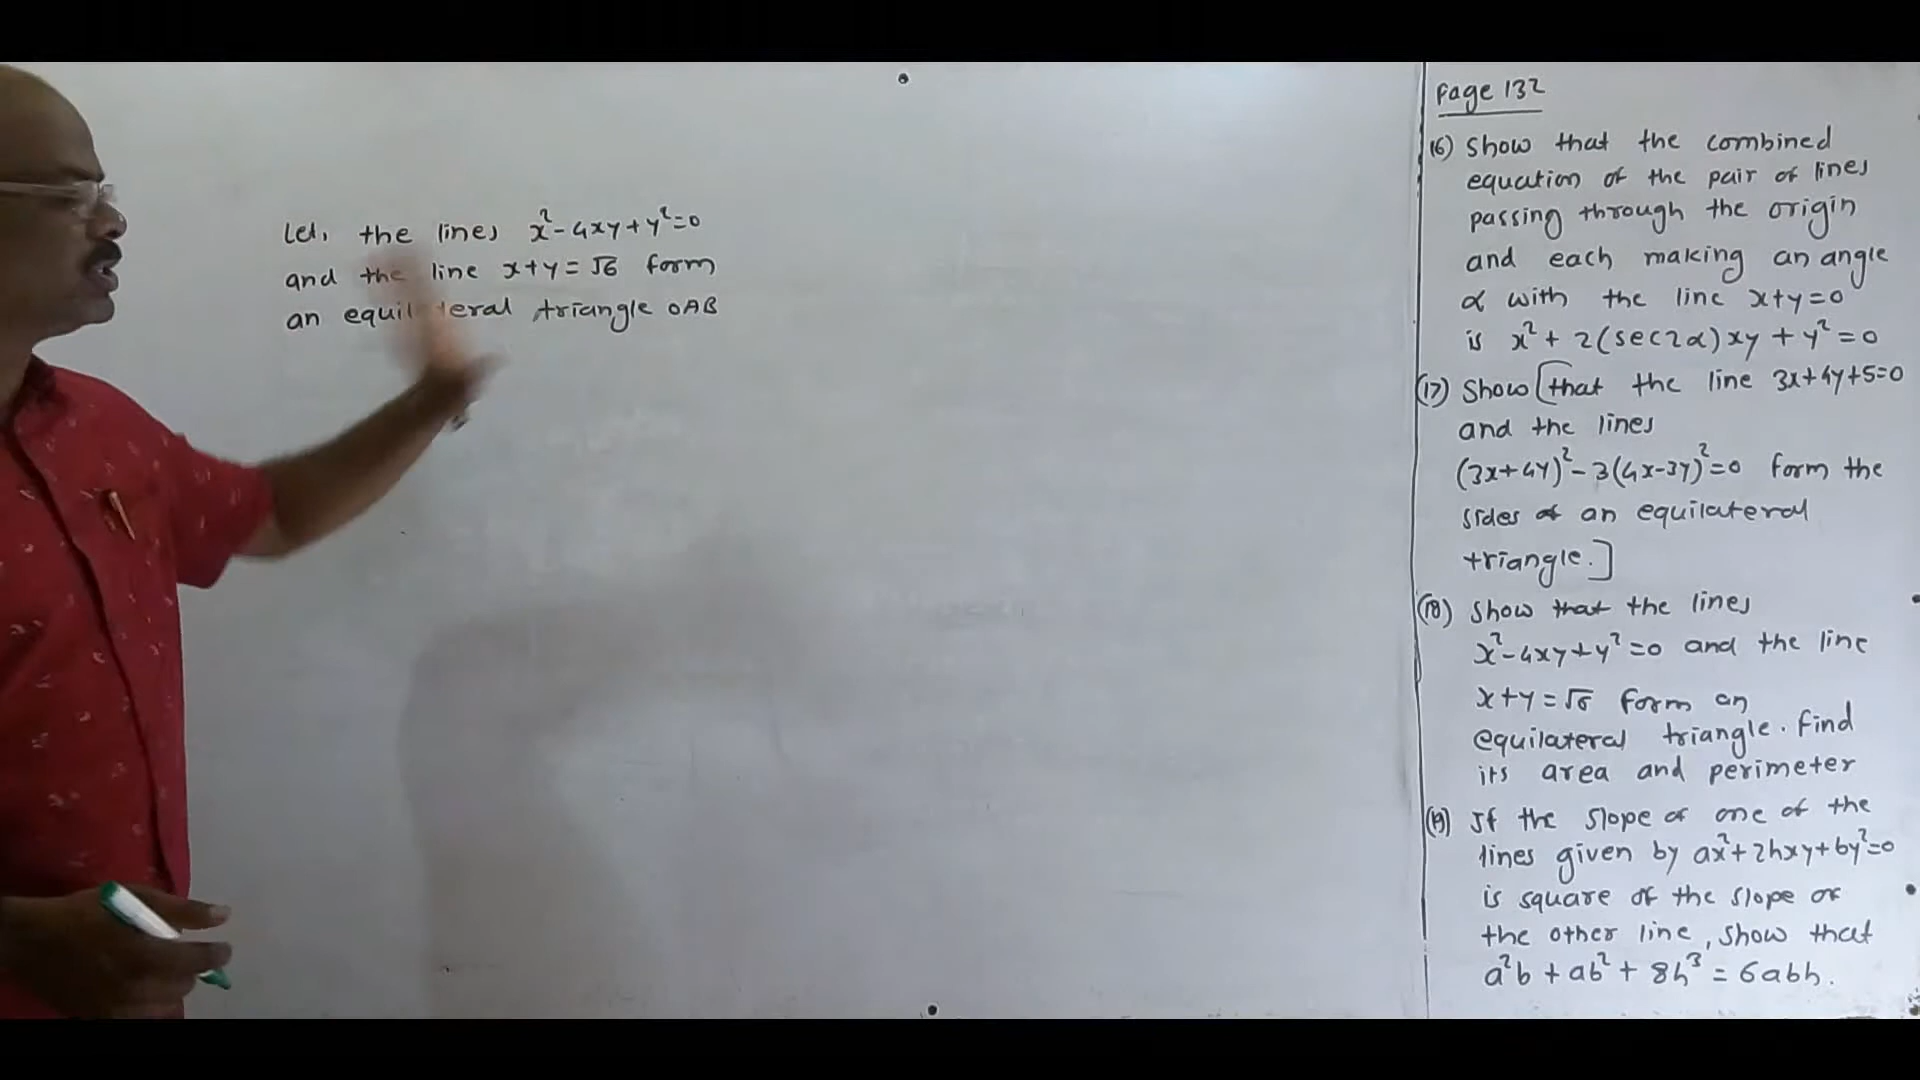 Let, the lines x²-4xy+y²=0
and the line x+y=√6 form
an equilateral triangle OAB
Page 132
16) Show that the combined
equation of the pair of lines
passing through the origin
and each making an angle
α with the line x+y=0
is x²+2(sec2α)xy+y²=0
(17) Show [that the line 3x+4y+5=0
and the lines
(3x+4y)²-3(4x-3y)²=0 form the
sides of an equilateral
triangle.]
(18) Show that the lines
x²-4xy+y²=0 and the line
x+y=√6 form an
equilateral triangle. Find
its area and perimeter
(19) If the slope of one of the
lines given by ax²+2hxy+by²=0
is square of the slope of
the other line, show that
a²b+ab²+8h³=6abh.